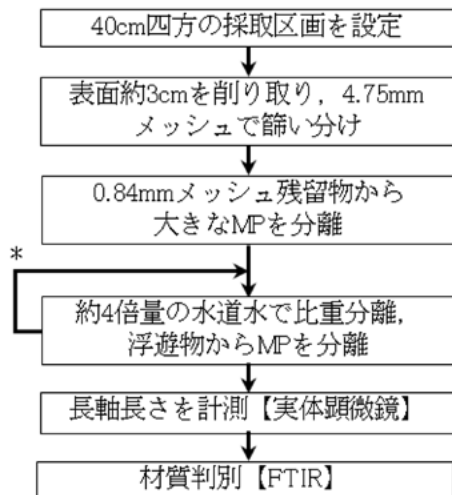 40cm四方の採取区画を設定
表面約3cmを削り取り，4.75mm
メッシュで篩い分け
0.84mmメッシュ残留物から
大きなMPを分離
*
約4倍量の水道水で比重分離，
浮遊物からMPを分離
長軸長さを計測【実体顕微鏡】
材質判別【FTIR】